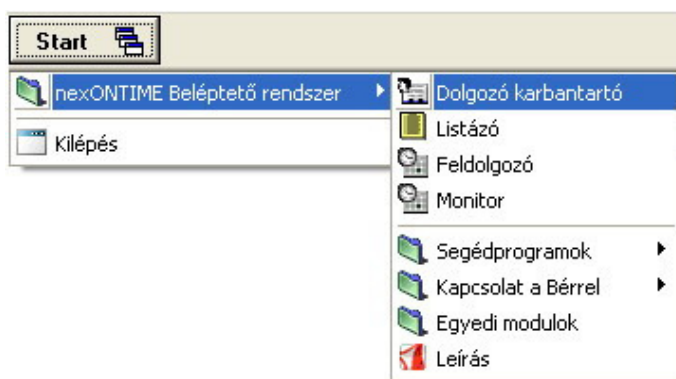 Start
nexONTIME Beléptető rendszer
Kilépés
Dolgozó karbantartó
Listázó
Feldolgozó
Monitor
Segédprogramok
Kapcsolat a Bérrel
Egyedi modulok
Leírás